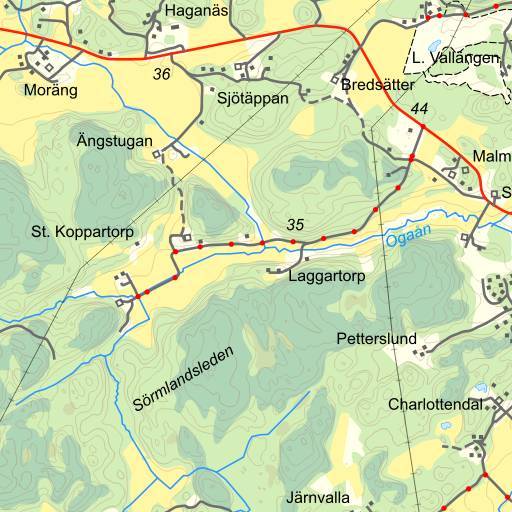 Haganäs
L. Vallången
36
Moräng
Sjötäppan
Bredsätter
44
Ängstugan
Malm
S
St. Koppartorp
35
Ogaån
Laggartorp
Petterslund
Sörmlandsleden
Charlottendal
Järnvalla